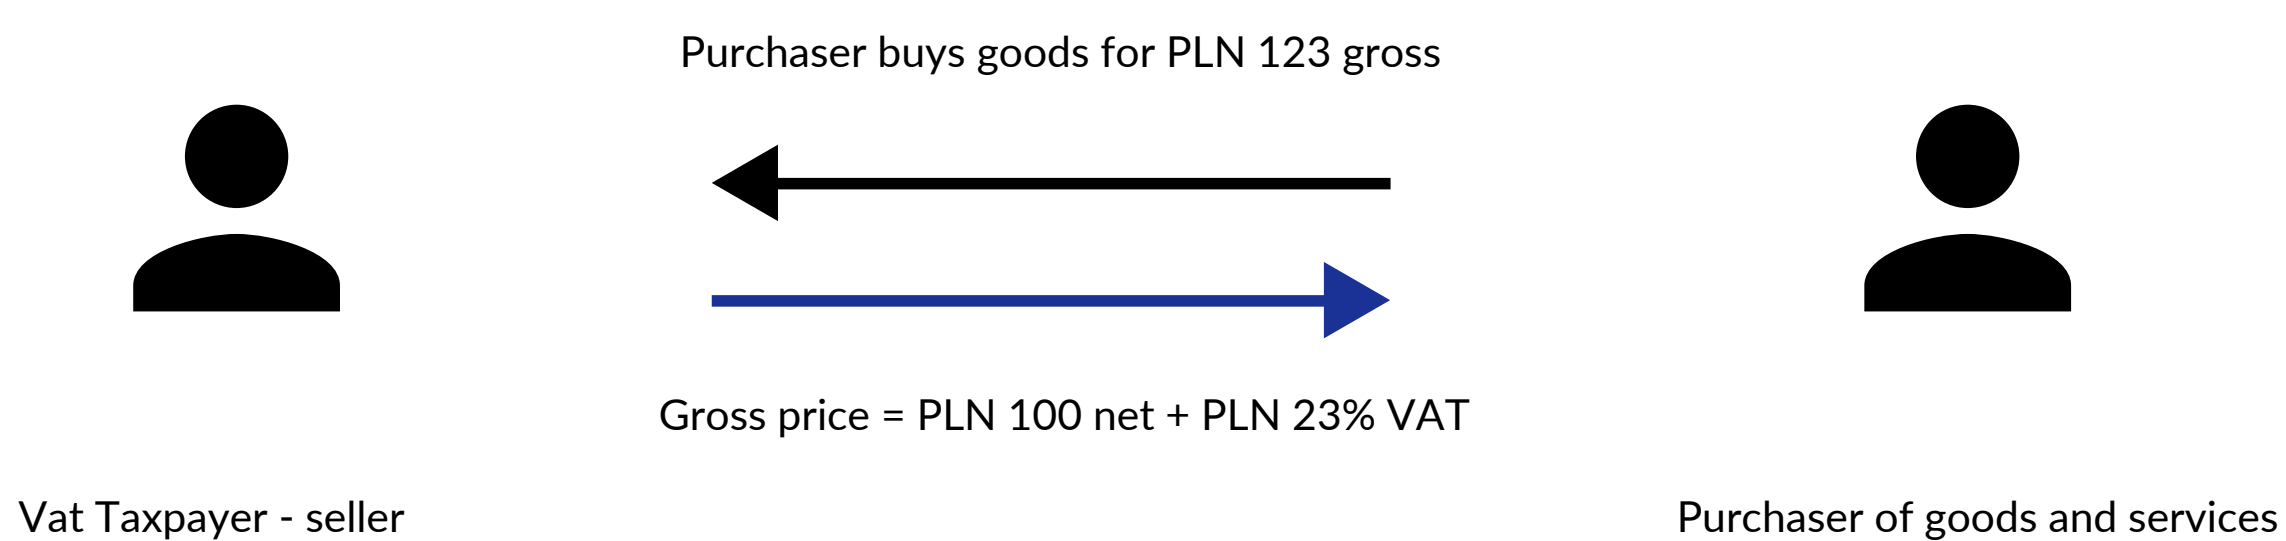 Purchaser buys goods for PLN 123 gross
Gross price = PLN 100 net + PLN 23% VAT
Vat Taxpayer - seller
Purchaser of goods and services